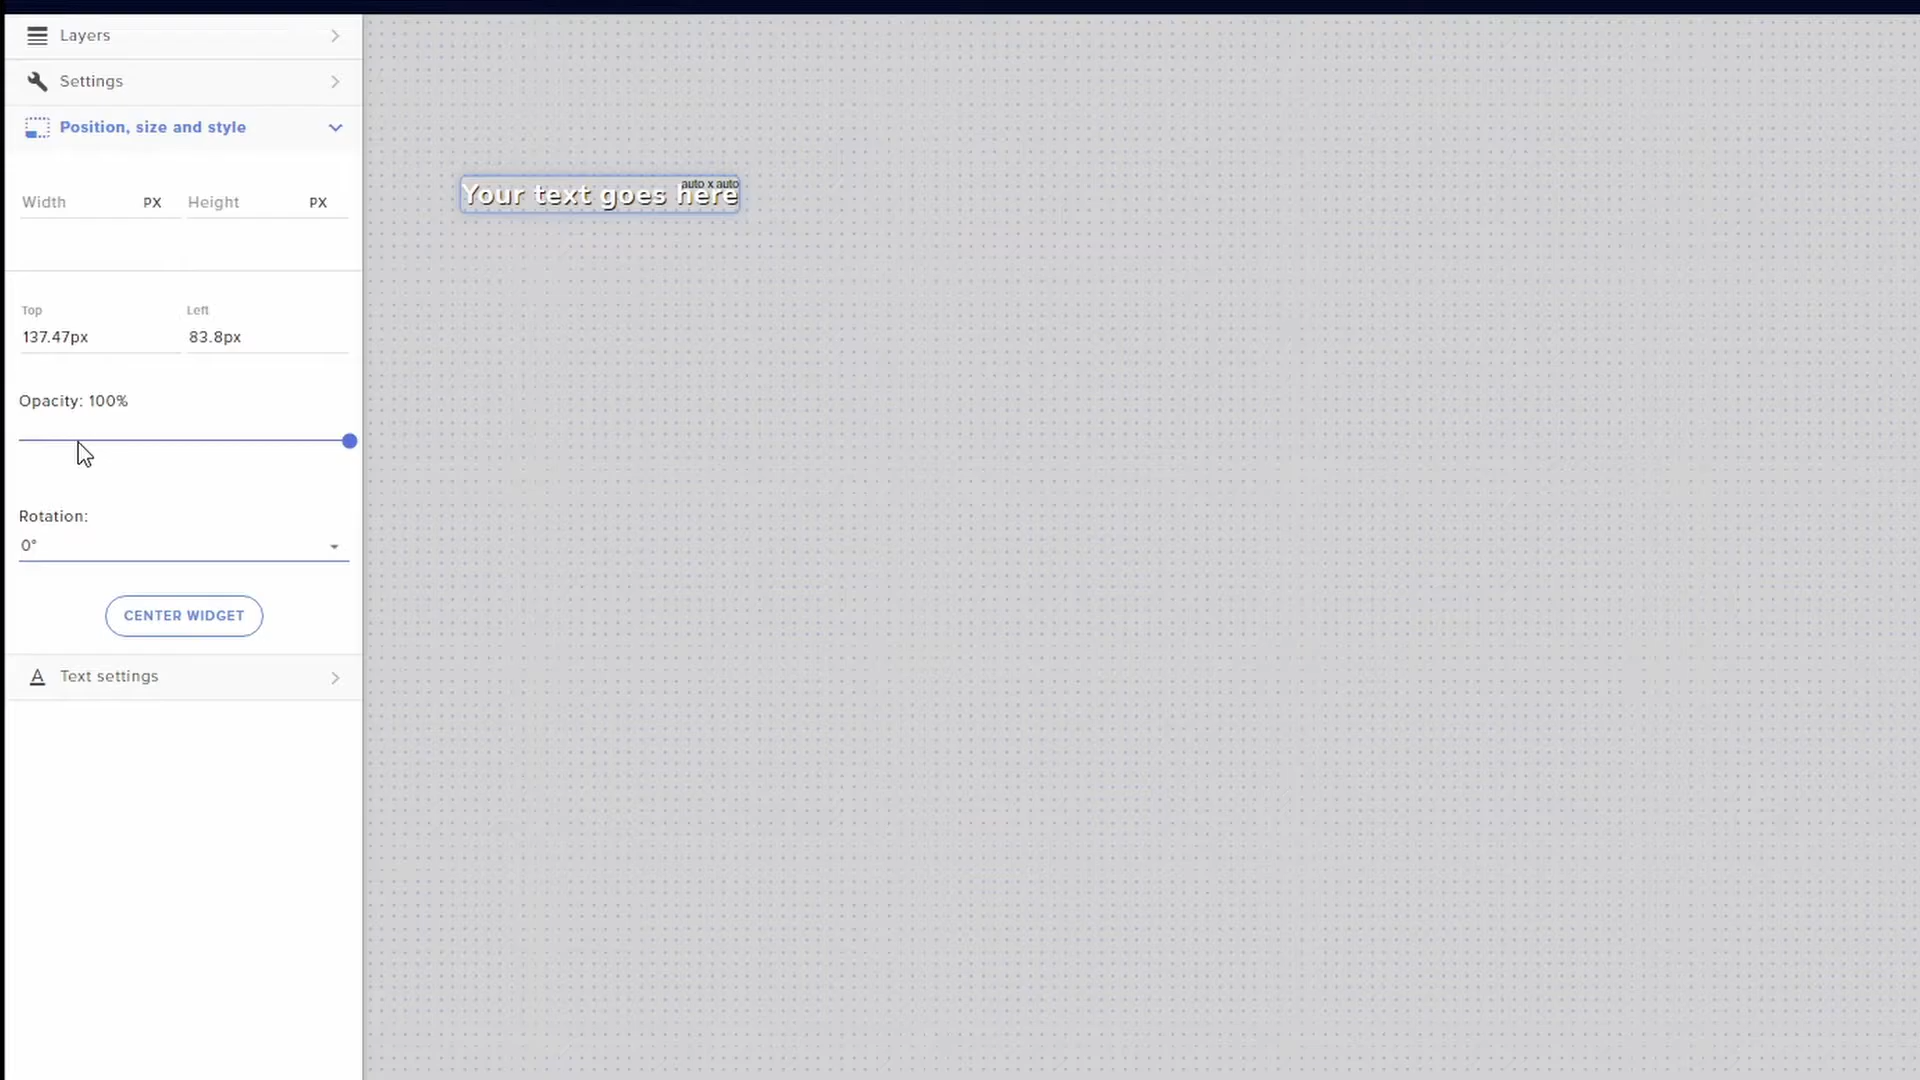 Layers
Settings
Position, size and style
Width PX Height PX
Top Left
137.47px 83.8px
Opacity: 100%
Rotation:
0°
CENTER WIDGET
Text settings
auto x auto
Your text goes here